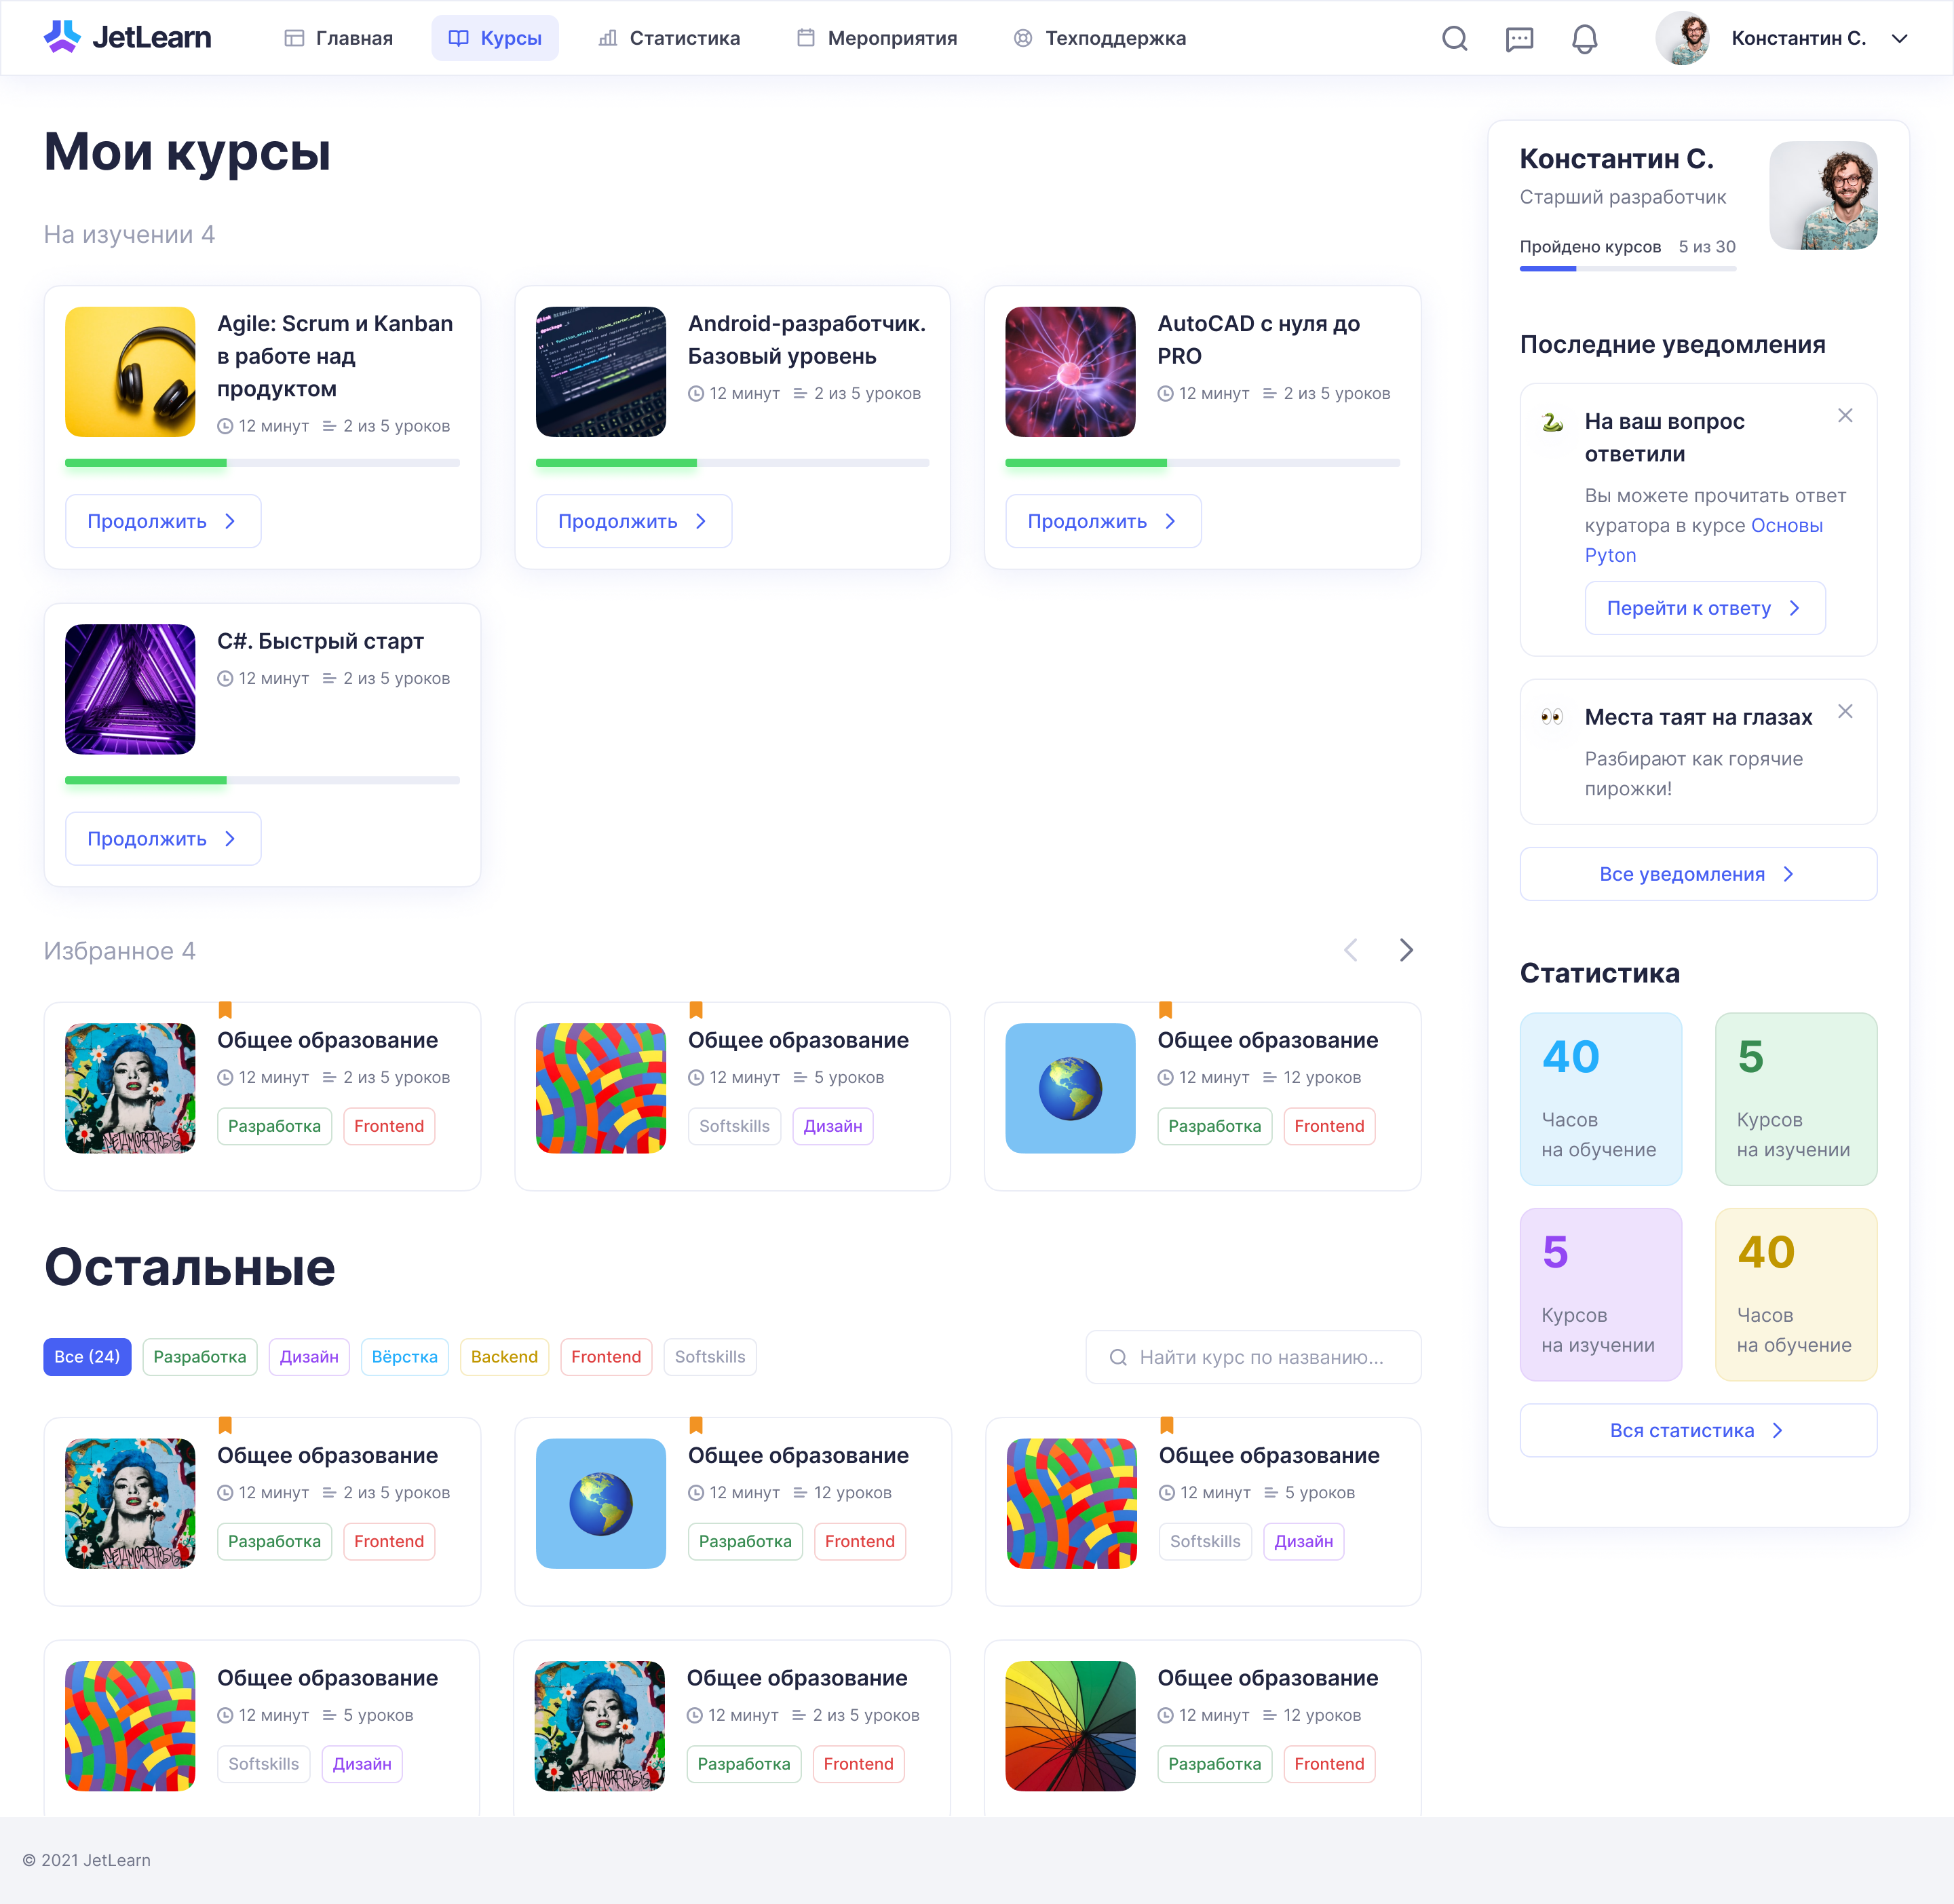 JetLearn
Главная
Курсы
Статистика
Мероприятия
Техподдержка
Константин С.
Мои курсы
На изучении 4
Agile: Scrum и Kanban
в работе над
продуктом
12 минут 2 из 5 уроков
Продолжить
Android-разработчик.
Базовый уровень
12 минут 2 из 5 уроков
Продолжить
AutoCAD с нуля до
PRO
12 минут 2 из 5 уроков
Продолжить
C#. Быстрый старт
12 минут 2 из 5 уроков
Продолжить
Избранное 4
Общее образование
12 минут 2 из 5 уроков
Разработка Frontend
Общее образование
12 минут 5 уроков
Softskills Дизайн
Общее образование
12 минут 12 уроков
Разработка Frontend
Остальные
Все (24) Разработка Дизайн Вёрстка Backend Frontend Softskills
Найти курс по названию...
Общее образование
12 минут 2 из 5 уроков
Разработка Frontend
Общее образование
12 минут 12 уроков
Разработка Frontend
Общее образование
12 минут 5 уроков
Softskills Дизайн
Общее образование
12 минут 5 уроков
Softskills Дизайн
Общее образование
12 минут 2 из 5 уроков
Разработка Frontend
Общее образование
12 минут 12 уроков
Разработка Frontend
Константин С.
Старший разработчик
Пройдено курсов 5 из 30
Последние уведомления
На ваш вопрос
ответили
Вы можете прочитать ответ
куратора в курсе Основы
Pyton
Перейти к ответу
Места таят на глазах
Разбирают как горячие
пирожки!
Все уведомления
Статистика
40
Часов
на обучение
5
Курсов
на изучении
5
Курсов
на изучении
40
Часов
на обучение
Вся статистика
© 2021 JetLearn